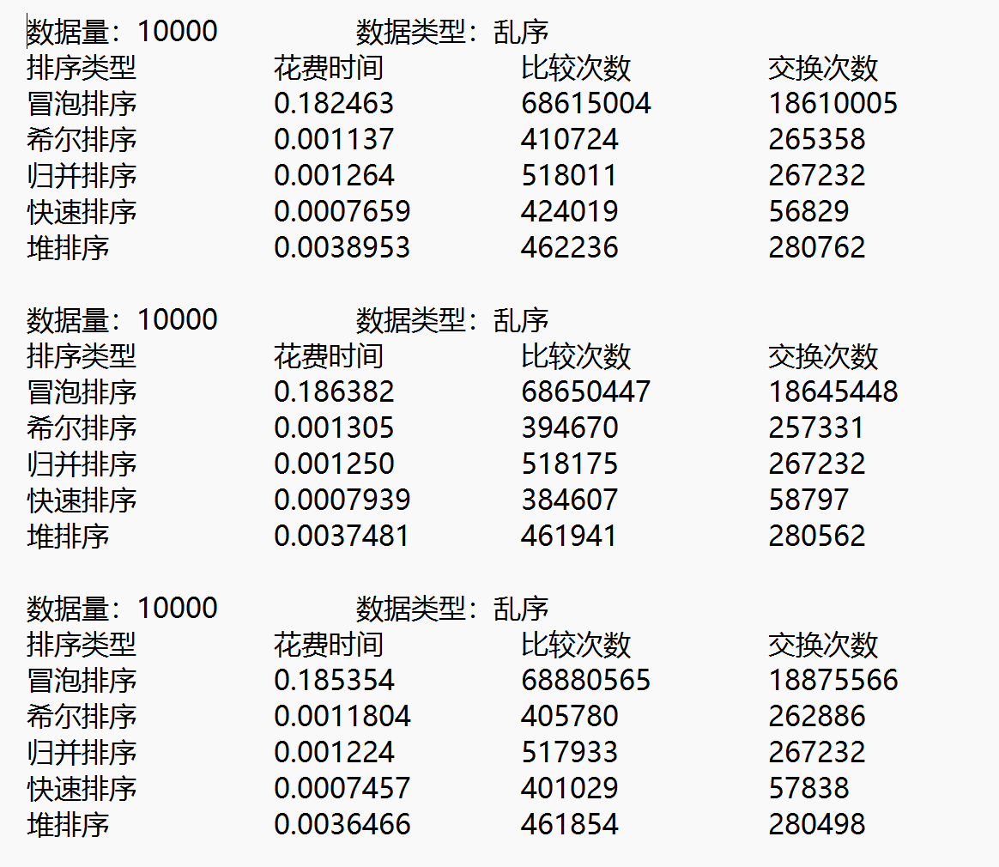 数据量：10000 数据类型：乱序
排序类型 花费时间 比较次数 交换次数
冒泡排序 0.182463 68615004 18610005
希尔排序 0.001137 410724 265358
归并排序 0.001264 518011 267232
快速排序 0.0007659 424019 56829
堆排序 0.0038953 462236 280762
数据量：10000 数据类型：乱序
排序类型 花费时间 比较次数 交换次数
冒泡排序 0.186382 68650447 18645448
希尔排序 0.001305 394670 257331
归并排序 0.001250 518175 267232
快速排序 0.0007939 384607 58797
堆排序 0.0037481 461941 280562
数据量：10000 数据类型：乱序
排序类型 花费时间 比较次数 交换次数
冒泡排序 0.185354 68880565 18875566
希尔排序 0.0011804 405780 262886
归并排序 0.001224 517933 267232
快速排序 0.0007457 401029 57838
堆排序 0.0036466 461854 280498